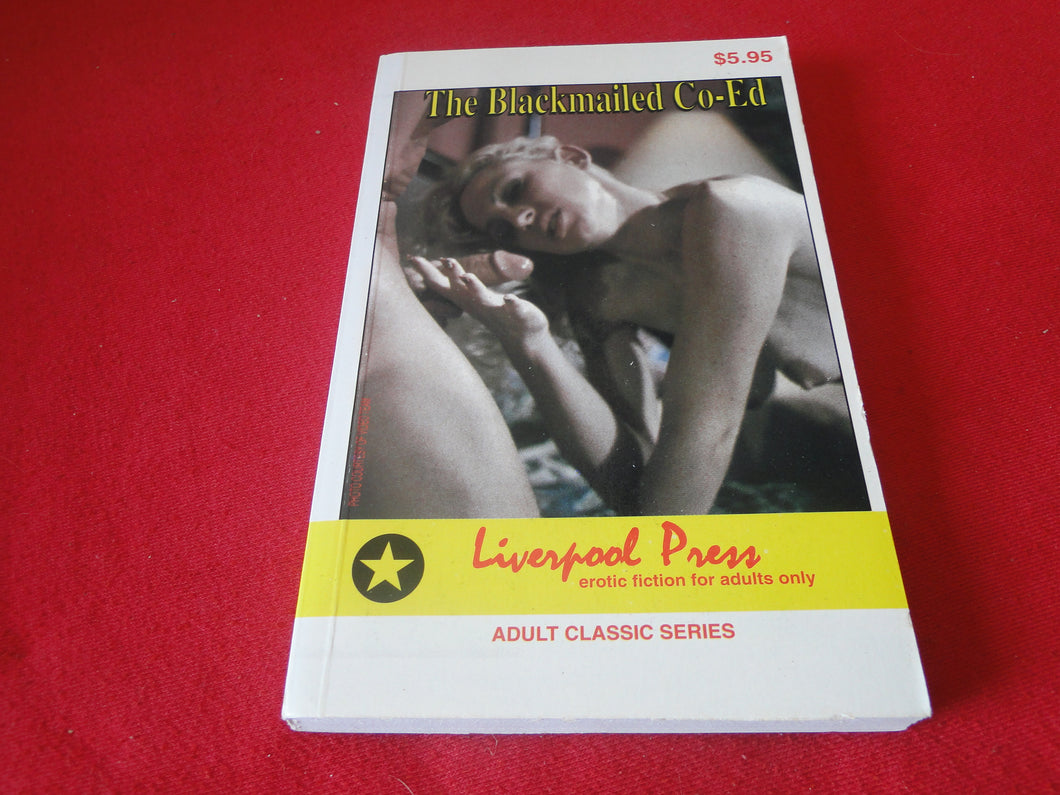 $5.95
The Blackmailed Co-Ed
Liverpool Press
erotic fiction for adults only
ADULT CLASSIC SERIES